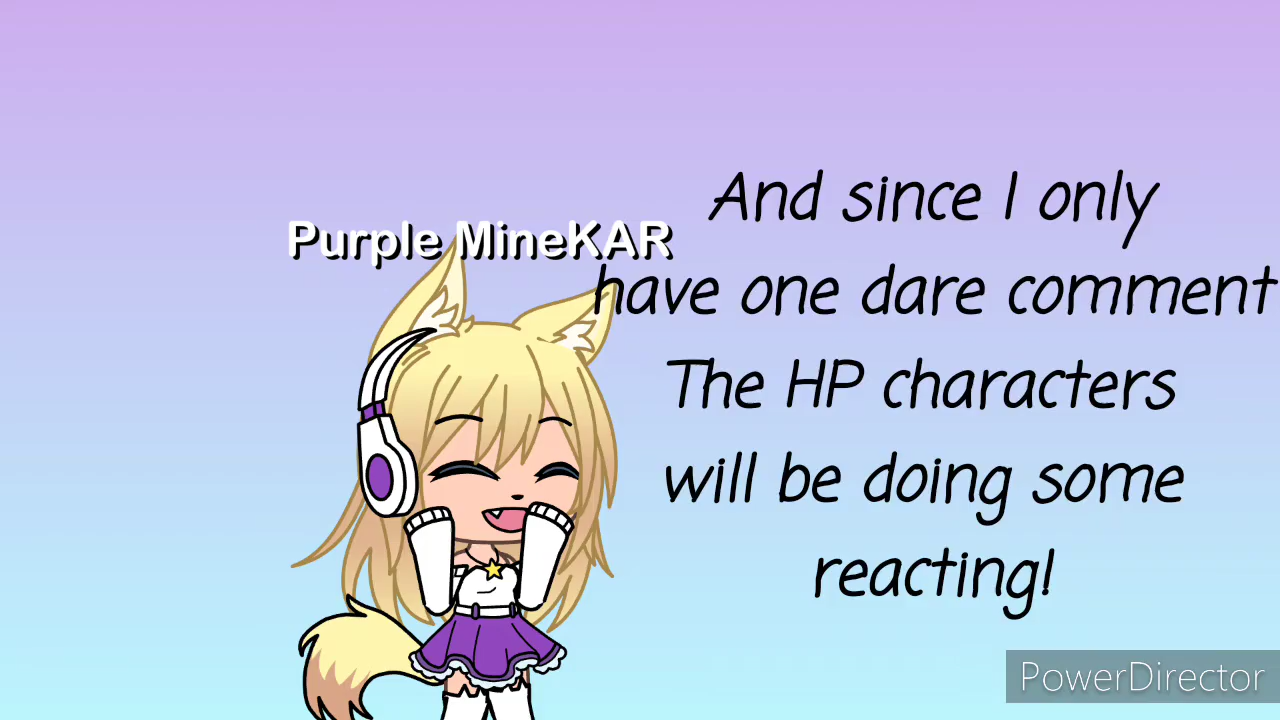 Purple MineKAR
And since I only
have one dare comment
The HP characters
will be doing some
reacting!
PowerDirector